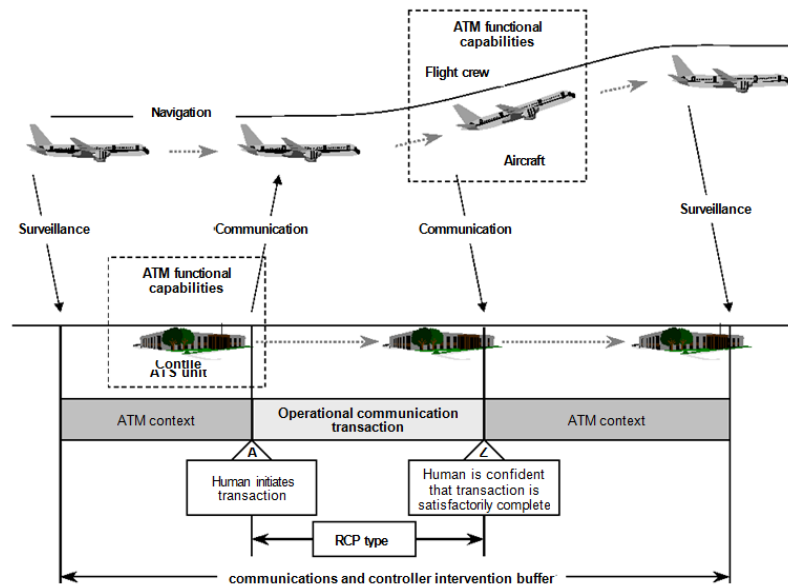 ATM functional
capabilities
Flight crew
Navigation
Aircraft
Surveillance
Communication
Communication
Surveillance
ATM functional
capabilities
ATS unit
ATM context
Operational communication
transaction
ATM context
A
Z
Human initiates
transaction
Human is confident
that transaction is
satisfactorily complete
RCP type
communications and controller intervention buffer